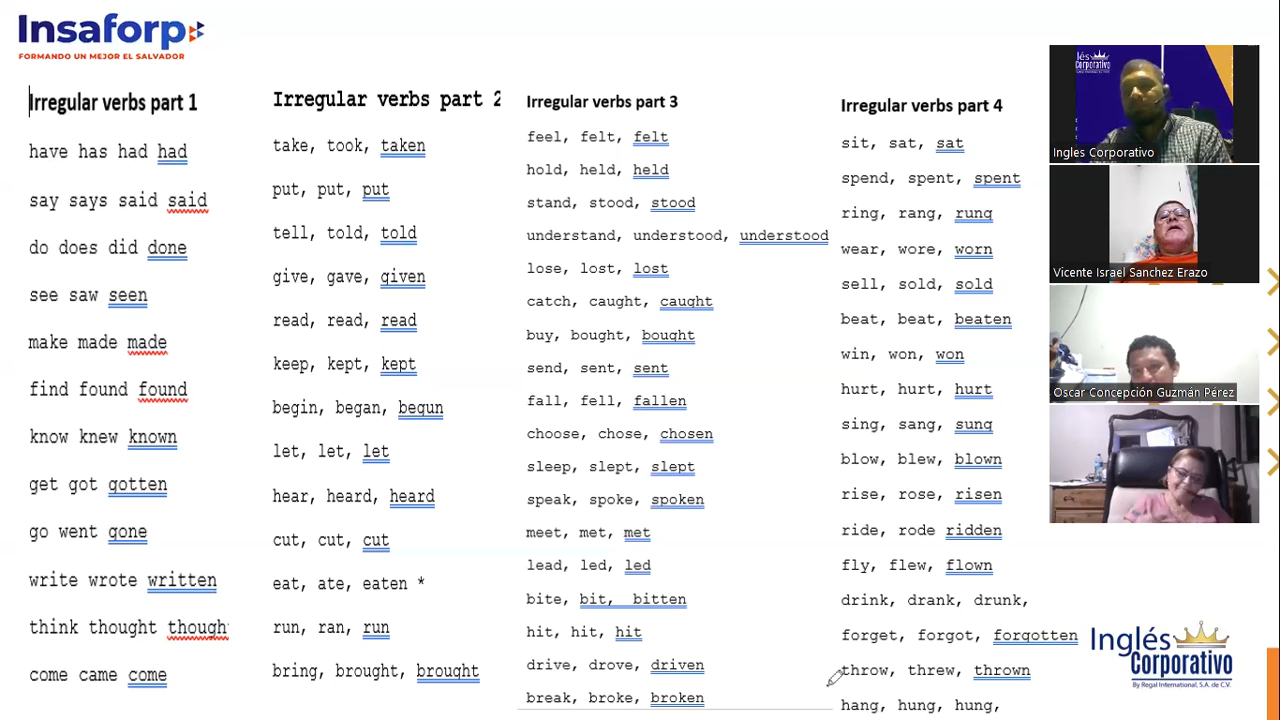 Insaforp
FORMANDO UN MEJOR EL SALVADOR
Irregular verbs part 1
have has had had
say says said said
do does did done
see saw seen
make made made
find found found
know knew known
get got gotten
go went gone
write wrote written
think thought though
come came come
Irregular verbs part 2
take, took, taken
put, put, put
tell, told, told
give, gave, given
read, read, read
keep, kept, kept
begin, began, begun
let, let, let
hear, heard, heard
cut, cut, cut
eat, ate, eaten *
run, ran, run
bring, brought, brought
Irregular verbs part 3
feel, felt, felt
hold, held, held
stand, stood, stood
understand, understood, understood
lose, lost, lost
catch, caught, caught
buy, bought, bought
send, sent, sent
fall, fell, fallen
choose, chose, chosen
sleep, slept, slept
speak, spoke, spoken
meet, met, met
lead, led, led
bite, bit, bitten
hit, hit, hit
drive, drove, driven
break, broke, broken
Irregular verbs part 4
sit, sat, sat
spend, spent, spent
ring, rang, rung
wear, wore, worn
sell, sold, sold
beat, beat, beaten
win, won, won
hurt, hurt, hurt
sing, sang, sung
blow, blew, blown
rise, rose, risen
ride, rode ridden
fly, flew, flown
drink, drank, drunk,
forget, forgot, forgotten
throw, threw, thrown
hang, hung, hung,
lés
Corporativo
Ingles Corporativo
Vicente Israel Sanchez Erazo
Oscar Concepción Guzmán Pérez
Inglés
Corporativo
By Regal International, S.A. de C.V.